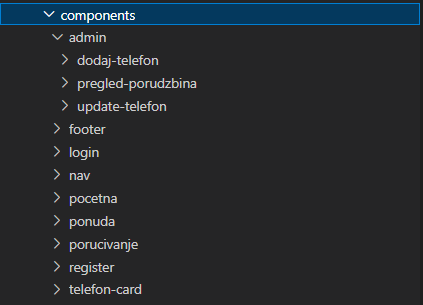 components
admin
dodaj-telefon
pregled-porudzbina
update-telefon
footer
login
nav
pocetna
ponuda
porucivanje
register
telefon-card